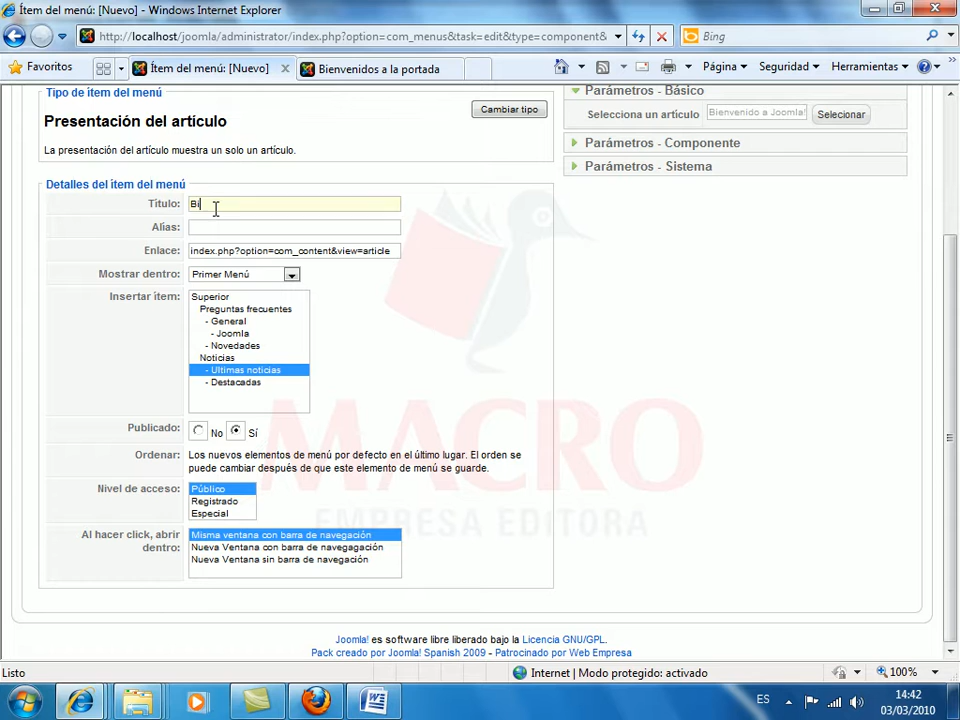 Ítem del menú: [Nuevo] - Windows Internet Explorer
http://localhost/joomla/administrator/index.php?option=com_menus&task=edit&type=component&
Bing
Favoritos
Ítem del menú: [Nuevo]
Bienvenidos a la portada
Página
Seguridad
Herramientas
Tipo de ítem del menú
Presentación del artículo
Cambiar tipo
La presentación del artículo muestra un solo un artículo.
Parámetros - Básico
Selecciona un artículo
Bienvenido a Joomla!
Selecionar
Parámetros - Componente
Parámetros - Sistema
Detalles del ítem del menú
Título: Bi
Alías:
Enlace: index.php?option=com_content&view=article
Mostrar dentro: Primer Menú
Insertar ítem: Superior
Preguntas frecuentes
- General
- Joomla
- Novedades
Noticias
- Ultimas noticias
- Destacadas
Publicado: No Sí
Ordenar: Los nuevos elementos de menú por defecto en el último lugar. El orden se
puede cambiar después de que este elemento de menú se guarde.
Nivel de acceso: Público
Registrado
Especial
Al hacer click, abrir
dentro:
Misma ventana con barra de navegación
Nueva Ventana con barra de navegagación
Nueva Ventana sin barra de navegación
MACRO
EMPRESA EDITORA
Joomla! es software libre liberado bajo la Licencia GNU/GPL.
Pack creado por Joomla! Spanish 2009 - Patrocinado por Web Empresa
Listo
Internet | Modo protegido: activado
100%
ES
14:42
03/03/2010